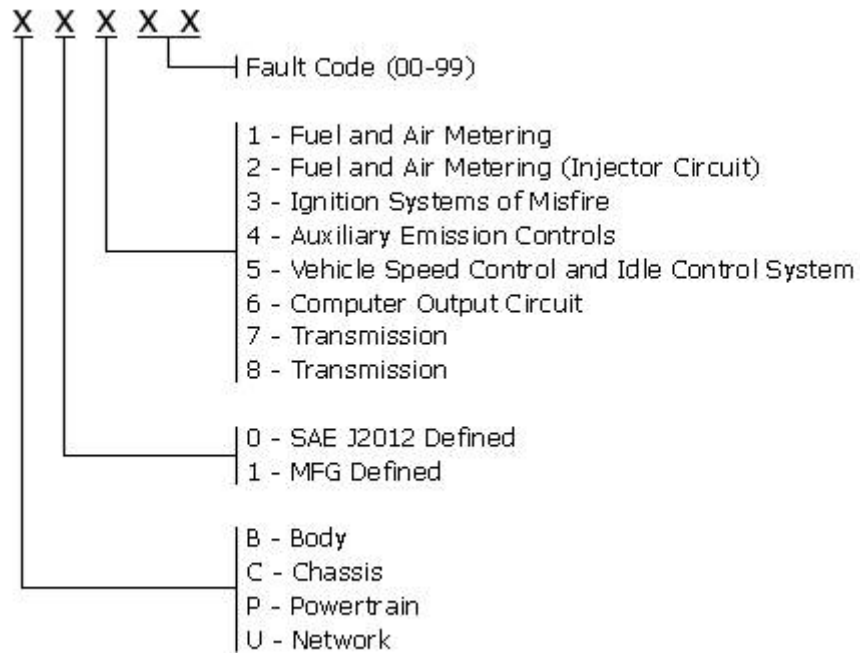 X X X X X
Fault Code (00-99)
1 - Fuel and Air Metering
2 - Fuel and Air Metering (Injector Circuit)
3 - Ignition Systems of Misfire
4 - Auxiliary Emission Controls
5 - Vehicle Speed Control and Idle Control System
6 - Computer Output Circuit
7 - Transmission
8 - Transmission
0 - SAE J2012 Defined
1 - MFG Defined
B - Body
C - Chassis
P - Powertrain
U - Network